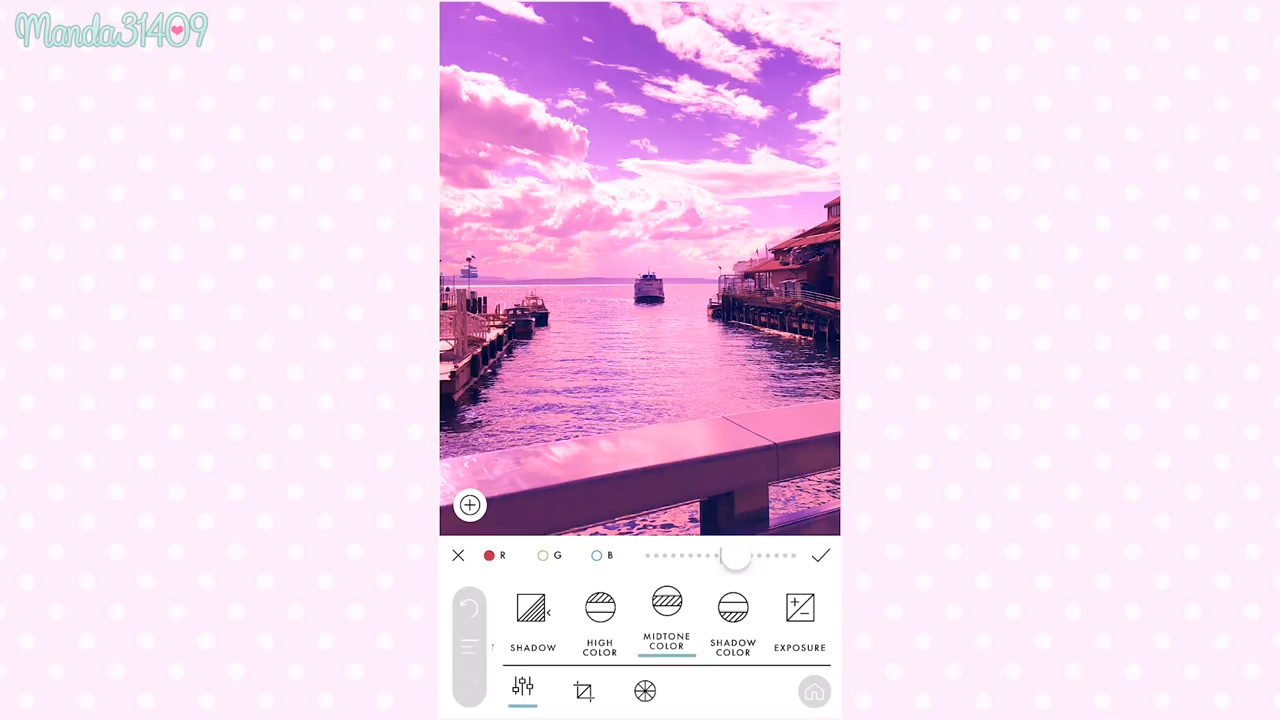 Manda31409
R G B
SHADOW
HIGH
COLOR
MIDTONE
COLOR
SHADOW
COLOR
EXPOSURE